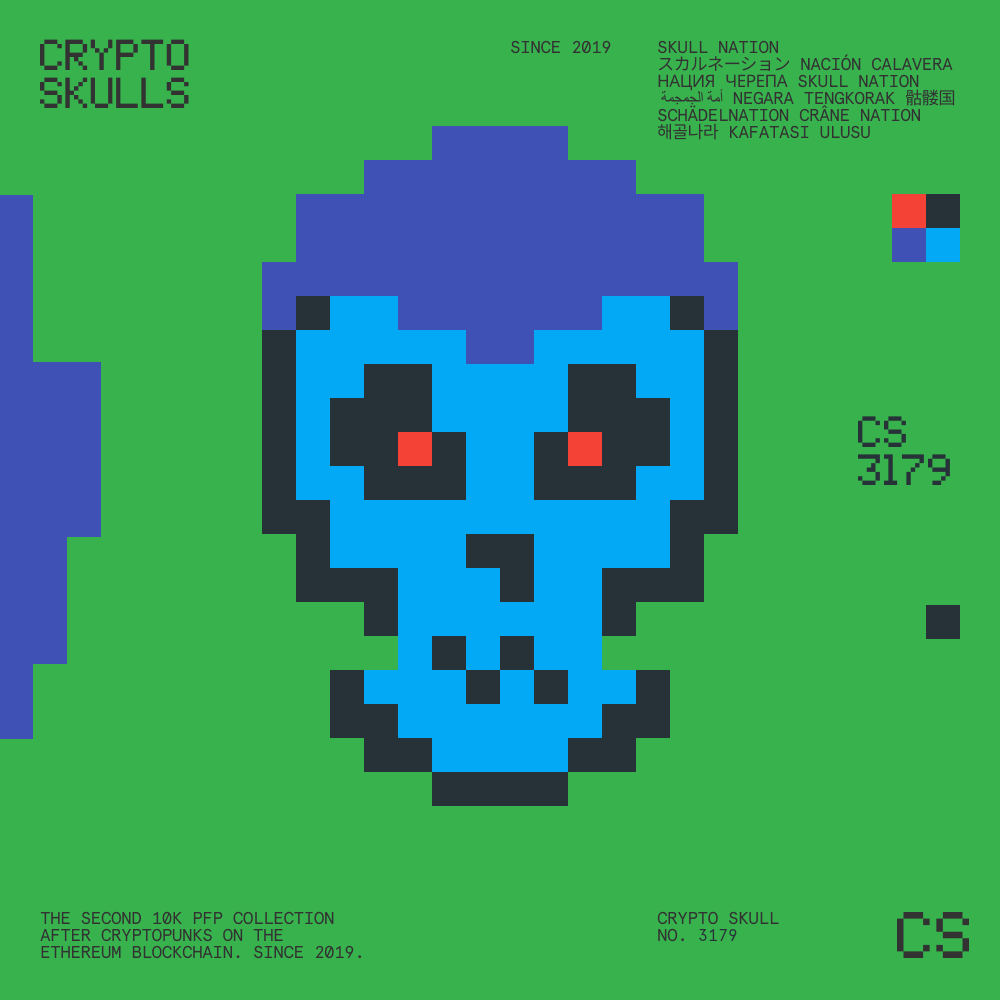 CRYPTO
SKULLS
SINCE 2019
SKULL NATION
スカルネーション NACIÓN CALAVERA
НАЦИЯ ЧЕРЕПА SKULL NATION
أمة الجمجمة NEGARA TENGKORAK 骷髅国
SCHÄDELNATION CRÂNE NATION
해골나라 KAFATASI ULUSU
CS
3179
THE SECOND 10K PFP COLLECTION
AFTER CRYPTOPUNKS ON THE
ETHEREUM BLOCKCHAIN. SINCE 2019.
CRYPTO SKULL
NO. 3179
CS